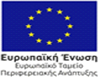 Ευρωπαϊκή Ένωση
Ευρωπαϊκό Ταμείο
Περιφερειακής Ανάπτυξης